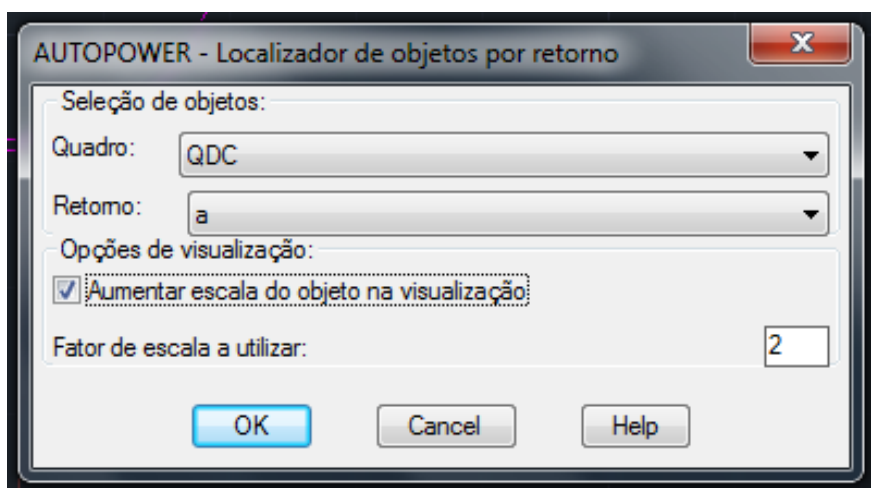 AUTOPOWER - Localizador de objetos por retorno
Seleção de objetos:
Quadro: QDC
Retorno: a
Opções de visualização:
Aumentar escala do objeto na visualização
Fator de escala a utilizar: 2
OK Cancel Help